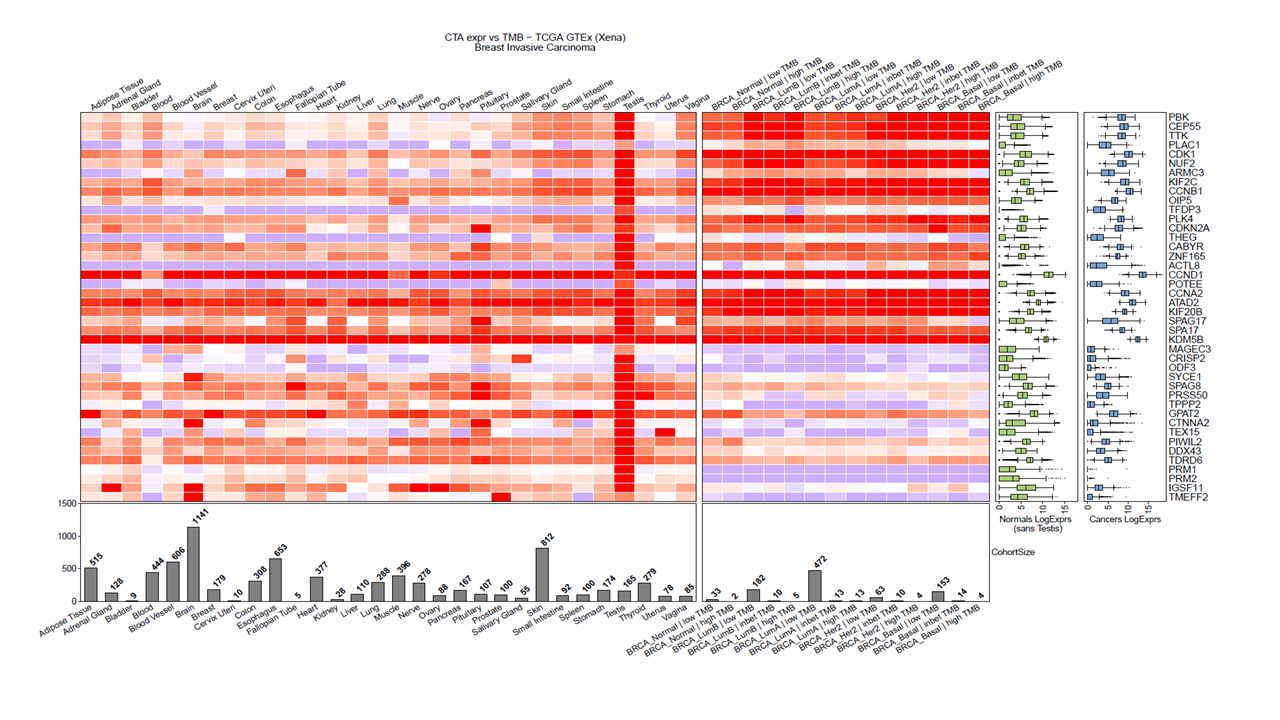 CTA expr vs TMB − TCGA GTEx (Xena)
Breast Invasive Carcinoma
Adipose Tissue
Adrenal Gland
Bladder
Blood
Blood Vessel
Brain
Breast
Cervix Uteri
Colon
Esophagus
Fallopian Tube
Heart
Kidney
Liver
Lung
Muscle
Nerve
Ovary
Pancreas
Pituitary
Prostate
Salivary Gland
Skin
Small Intestine
Spleen
Stomach
Testis
Thyroid
Uterus
Vagina
BRCA_Normal | low TMB
BRCA_Normal | high TMB
BRCA_LumB | low TMB
BRCA_LumB | inbet TMB
BRCA_LumB | high TMB
BRCA_LumA | low TMB
BRCA_LumA | inbet TMB
BRCA_LumA | high TMB
BRCA_Her2 | low TMB
BRCA_Her2 | inbet TMB
BRCA_Her2 | high TMB
BRCA_Basal | low TMB
BRCA_Basal | inbet TMB
BRCA_Basal | high TMB
PBK
CEP55
TTK
PLAC1
CDK1
NUF2
ARMC3
KIF2C
CCNB1
OIP5
TFDP3
PLK4
CDKN2A
THEG
CABYR
ZNF165
ACTL8
CCND1
POTEE
CCNA2
ATAD2
KIF20B
SPAG17
SPA17
KDM5B
MAGEC3
CRISP2
ODF3
SYCE1
SPAG8
PRSS50
TPPP2
GPAT2
CTNNA2
TEX15
PIWIL2
DDX43
TDRD6
PRM1
PRM2
IGSF11
TMEFF2
0 5 10 15
Normals LogExprs
(sans Testis)
0 5 10 15
Cancers LogExprs
CohortSize
1500
1000
500
0
515
128
9
444
606
1141
179
10
308
653
5
377
28
110
288
396
278
88
167
107
100
55
812
92
100
174
165
279
78
85
33
2
182
10
5
472
13
13
63
10
4
153
14
4
Adipose Tissue
Adrenal Gland
Bladder
Blood
Blood Vessel
Brain
Breast
Cervix Uteri
Colon
Esophagus
Fallopian Tube
Heart
Kidney
Liver
Lung
Muscle
Nerve
Ovary
Pancreas
Pituitary
Prostate
Salivary Gland
Skin
Small Intestine
Spleen
Stomach
Testis
Thyroid
Uterus
Vagina
BRCA_Normal | low TMB
BRCA_Normal | high TMB
BRCA_LumB | low TMB
BRCA_LumB | inbet TMB
BRCA_LumB | high TMB
BRCA_LumA | low TMB
BRCA_LumA | inbet TMB
BRCA_LumA | high TMB
BRCA_Her2 | low TMB
BRCA_Her2 | inbet TMB
BRCA_Her2 | high TMB
BRCA_Basal | low TMB
BRCA_Basal | inbet TMB
BRCA_Basal | high TMB